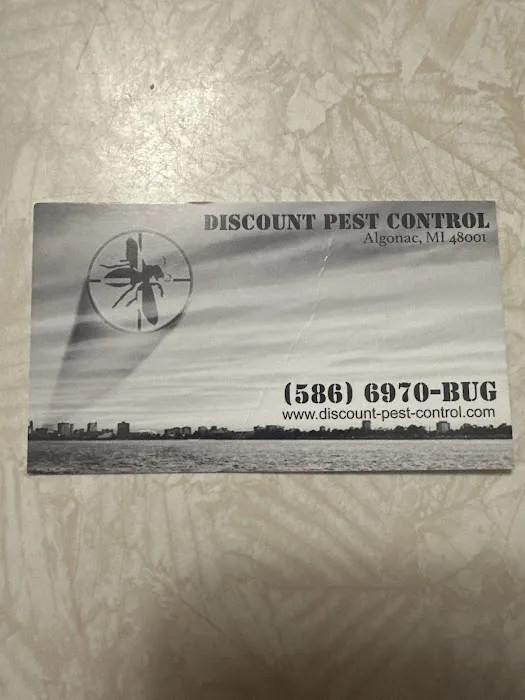 DISCOUNT PEST CONTROL
Algonac, MI 48001
(586) 6970-BUG
www.discount-pest-control.com